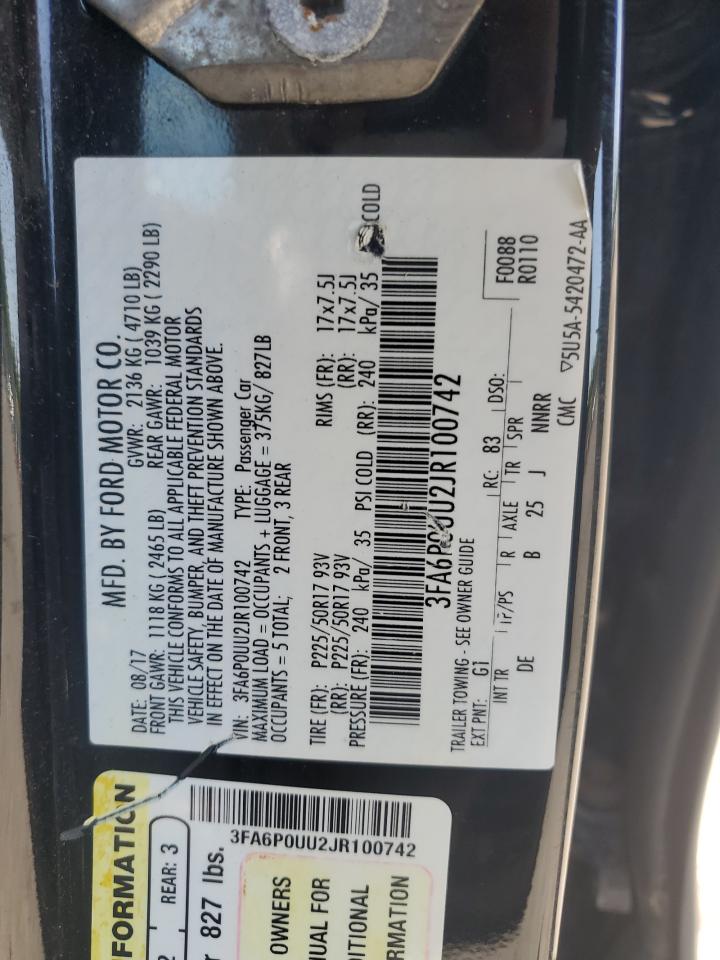 MFD. BY FORD MOTOR CO.
DATE: 08/17 GVWR: 2136 KG ( 4710 LB)
FRONT GAWR: 1118 KG ( 2465 LB) REAR GAWR: 1039 KG ( 2290 LB)
THIS VEHICLE CONFORMS TO ALL APPLICABLE FEDERAL MOTOR
VEHICLE SAFETY, BUMPER, AND THEFT PREVENTION STANDARDS
IN EFFECT ON THE DATE OF MANUFACTURE SHOWN ABOVE.
VIN: 3FA6P0UU2JR100742 TYPE: Passenger Car
MAXIMUM LOAD = OCCUPANTS + LUGGAGE = 375KG/ 827LB
OCCUPANTS = 5 TOTAL; 2 FRONT, 3 REAR
TIRE (FR): P225/50R17 93V RIMS (FR): 17x7.5J
(RR): P225/50R17 93V (RR): 17x7.5J
PRESSURE (FR): 240 kPa/ 35 PSI COLD (RR): 240 kPa/ 35 COLD
3FA6P0UU2JR100742
TRAILER TOWING - SEE OWNER GUIDE
EXT PNT: G1 RC: 83 DSO: F0088
R0110
INT TR TP/PS R AXLE TR SPR
DE B 25 J NNRR
CMC ▽5U5A-5420472-AA
3FA6P0UU2JR100742
FORMATION
2 REAR: 3
r 827 lbs.
OWNERS
UAL FOR
DITIONAL
RMATION